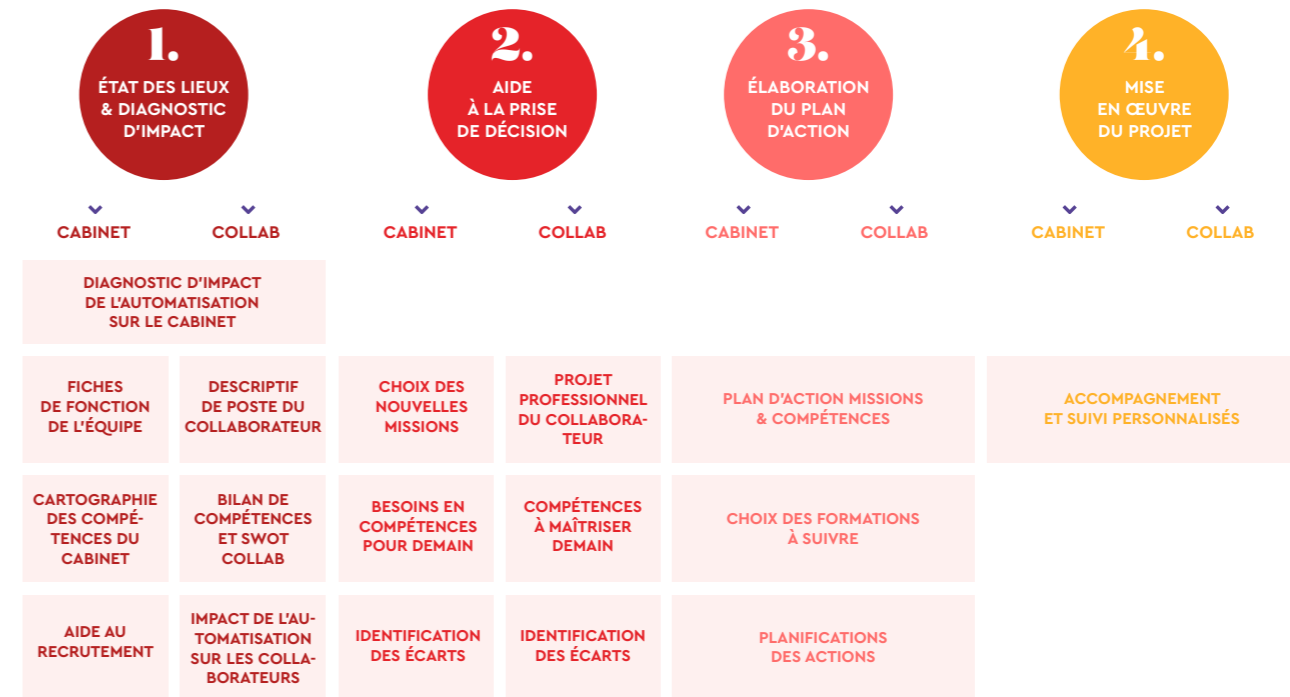 1.
ÉTAT DES LIEUX
& DIAGNOSTIC
D'IMPACT
2.
AIDE
À LA PRISE
DE DÉCISION
3.
ÉLABORATION
DU PLAN
D'ACTION
4.
MISE
EN ŒUVRE
DU PROJET
CABINET
COLLAB
CABINET
COLLAB
CABINET
COLLAB
CABINET
COLLAB
DIAGNOSTIC D'IMPACT
DE L'AUTOMATISATION
SUR LE CABINET
FICHES
DE FONCTION
DE L'ÉQUIPE
DESCRIPTIF
DE POSTE DU
COLLABORATEUR
CHOIX DES
NOUVELLES
MISSIONS
PROJET
PROFESSIONNEL
DU COLLABORA-
TEUR
PLAN D'ACTION MISSIONS
& COMPÉTENCES
ACCOMPAGNEMENT
ET SUIVI PERSONNALISÉS
CARTOGRAPHIE
DES COMPÉ-
TENCES DU
CABINET
BILAN DE
COMPÉTENCES
ET SWOT
COLLAB
BESOINS EN
COMPÉTENCES
POUR DEMAIN
COMPÉTENCES
À MAÎTRISER
DEMAIN
CHOIX DES FORMATIONS
À SUIVRE
AIDE AU
RECRUTEMENT
IMPACT DE L'AU-
TOMATISATION
SUR LES COLLA-
BORATEURS
IDENTIFICATION
DES ÉCARTS
IDENTIFICATION
DES ÉCARTS
PLANIFICATIONS
DES ACTIONS